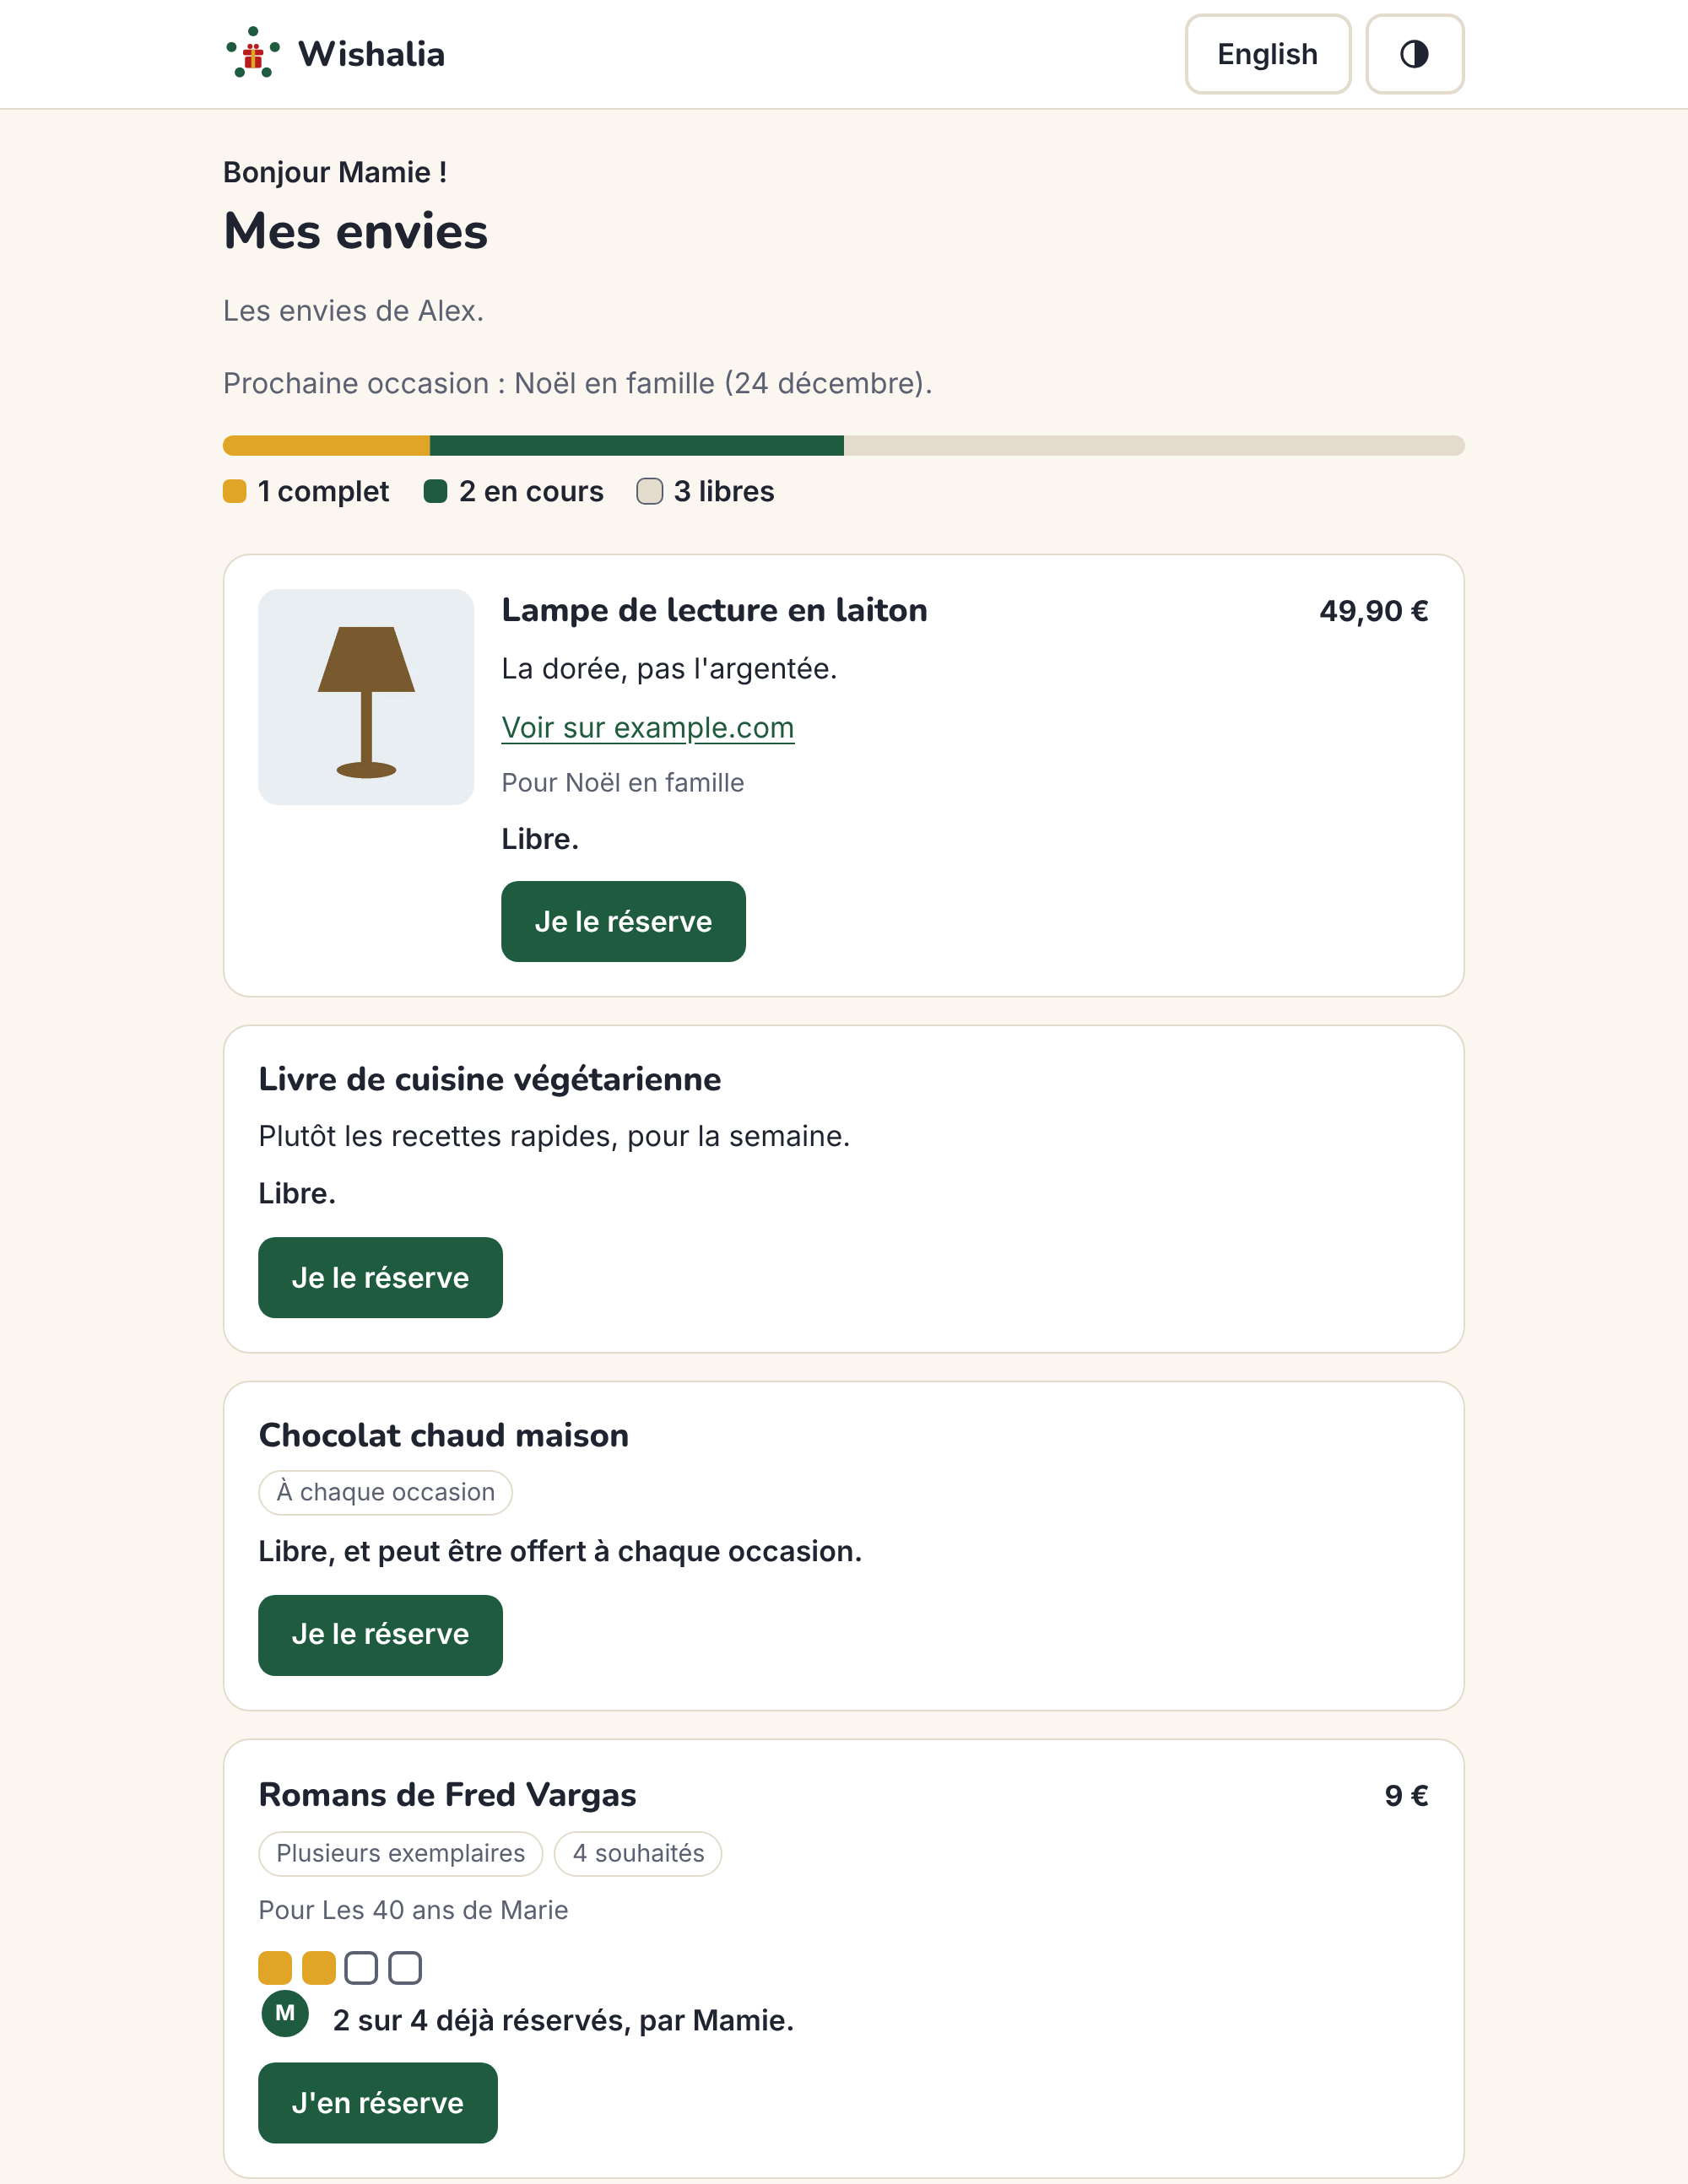 Wishalia
English
Bonjour Mamie !
Mes envies
Les envies de Alex.
Prochaine occasion : Noël en famille (24 décembre).
1 complet 2 en cours 3 libres
Lampe de lecture en laiton 49,90 €
La dorée, pas l'argentée.
Voir sur example.com
Pour Noël en famille
Libre.
Je le réserve
Livre de cuisine végétarienne
Plutôt les recettes rapides, pour la semaine.
Libre.
Je le réserve
Chocolat chaud maison
À chaque occasion
Libre, et peut être offert à chaque occasion.
Je le réserve
Romans de Fred Vargas 9 €
Plusieurs exemplaires 4 souhaités
Pour Les 40 ans de Marie
M 2 sur 4 déjà réservés, par Mamie.
J'en réserve